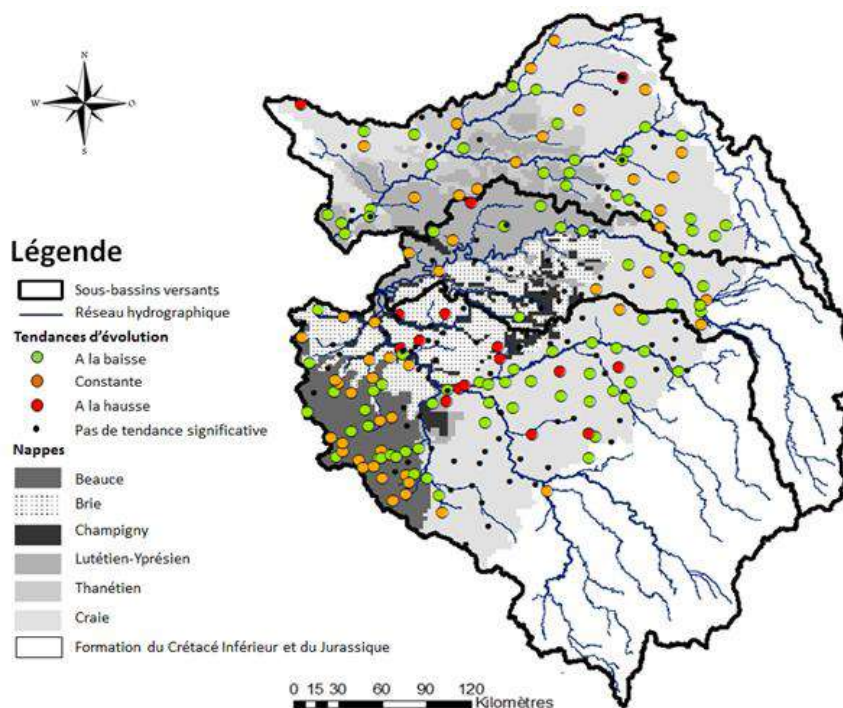 N
W O
S
Légende
Sous-bassins versants
Réseau hydrographique
Tendances d'évolution
A la baisse
Constante
A la hausse
Pas de tendance significative
Nappes
Beauce
Brie
Champigny
Lutétien-Yprésien
Thanétien
Craie
Formation du Crétacé Inférieur et du Jurassique
0 15 30 60 90 120
Kilomètres